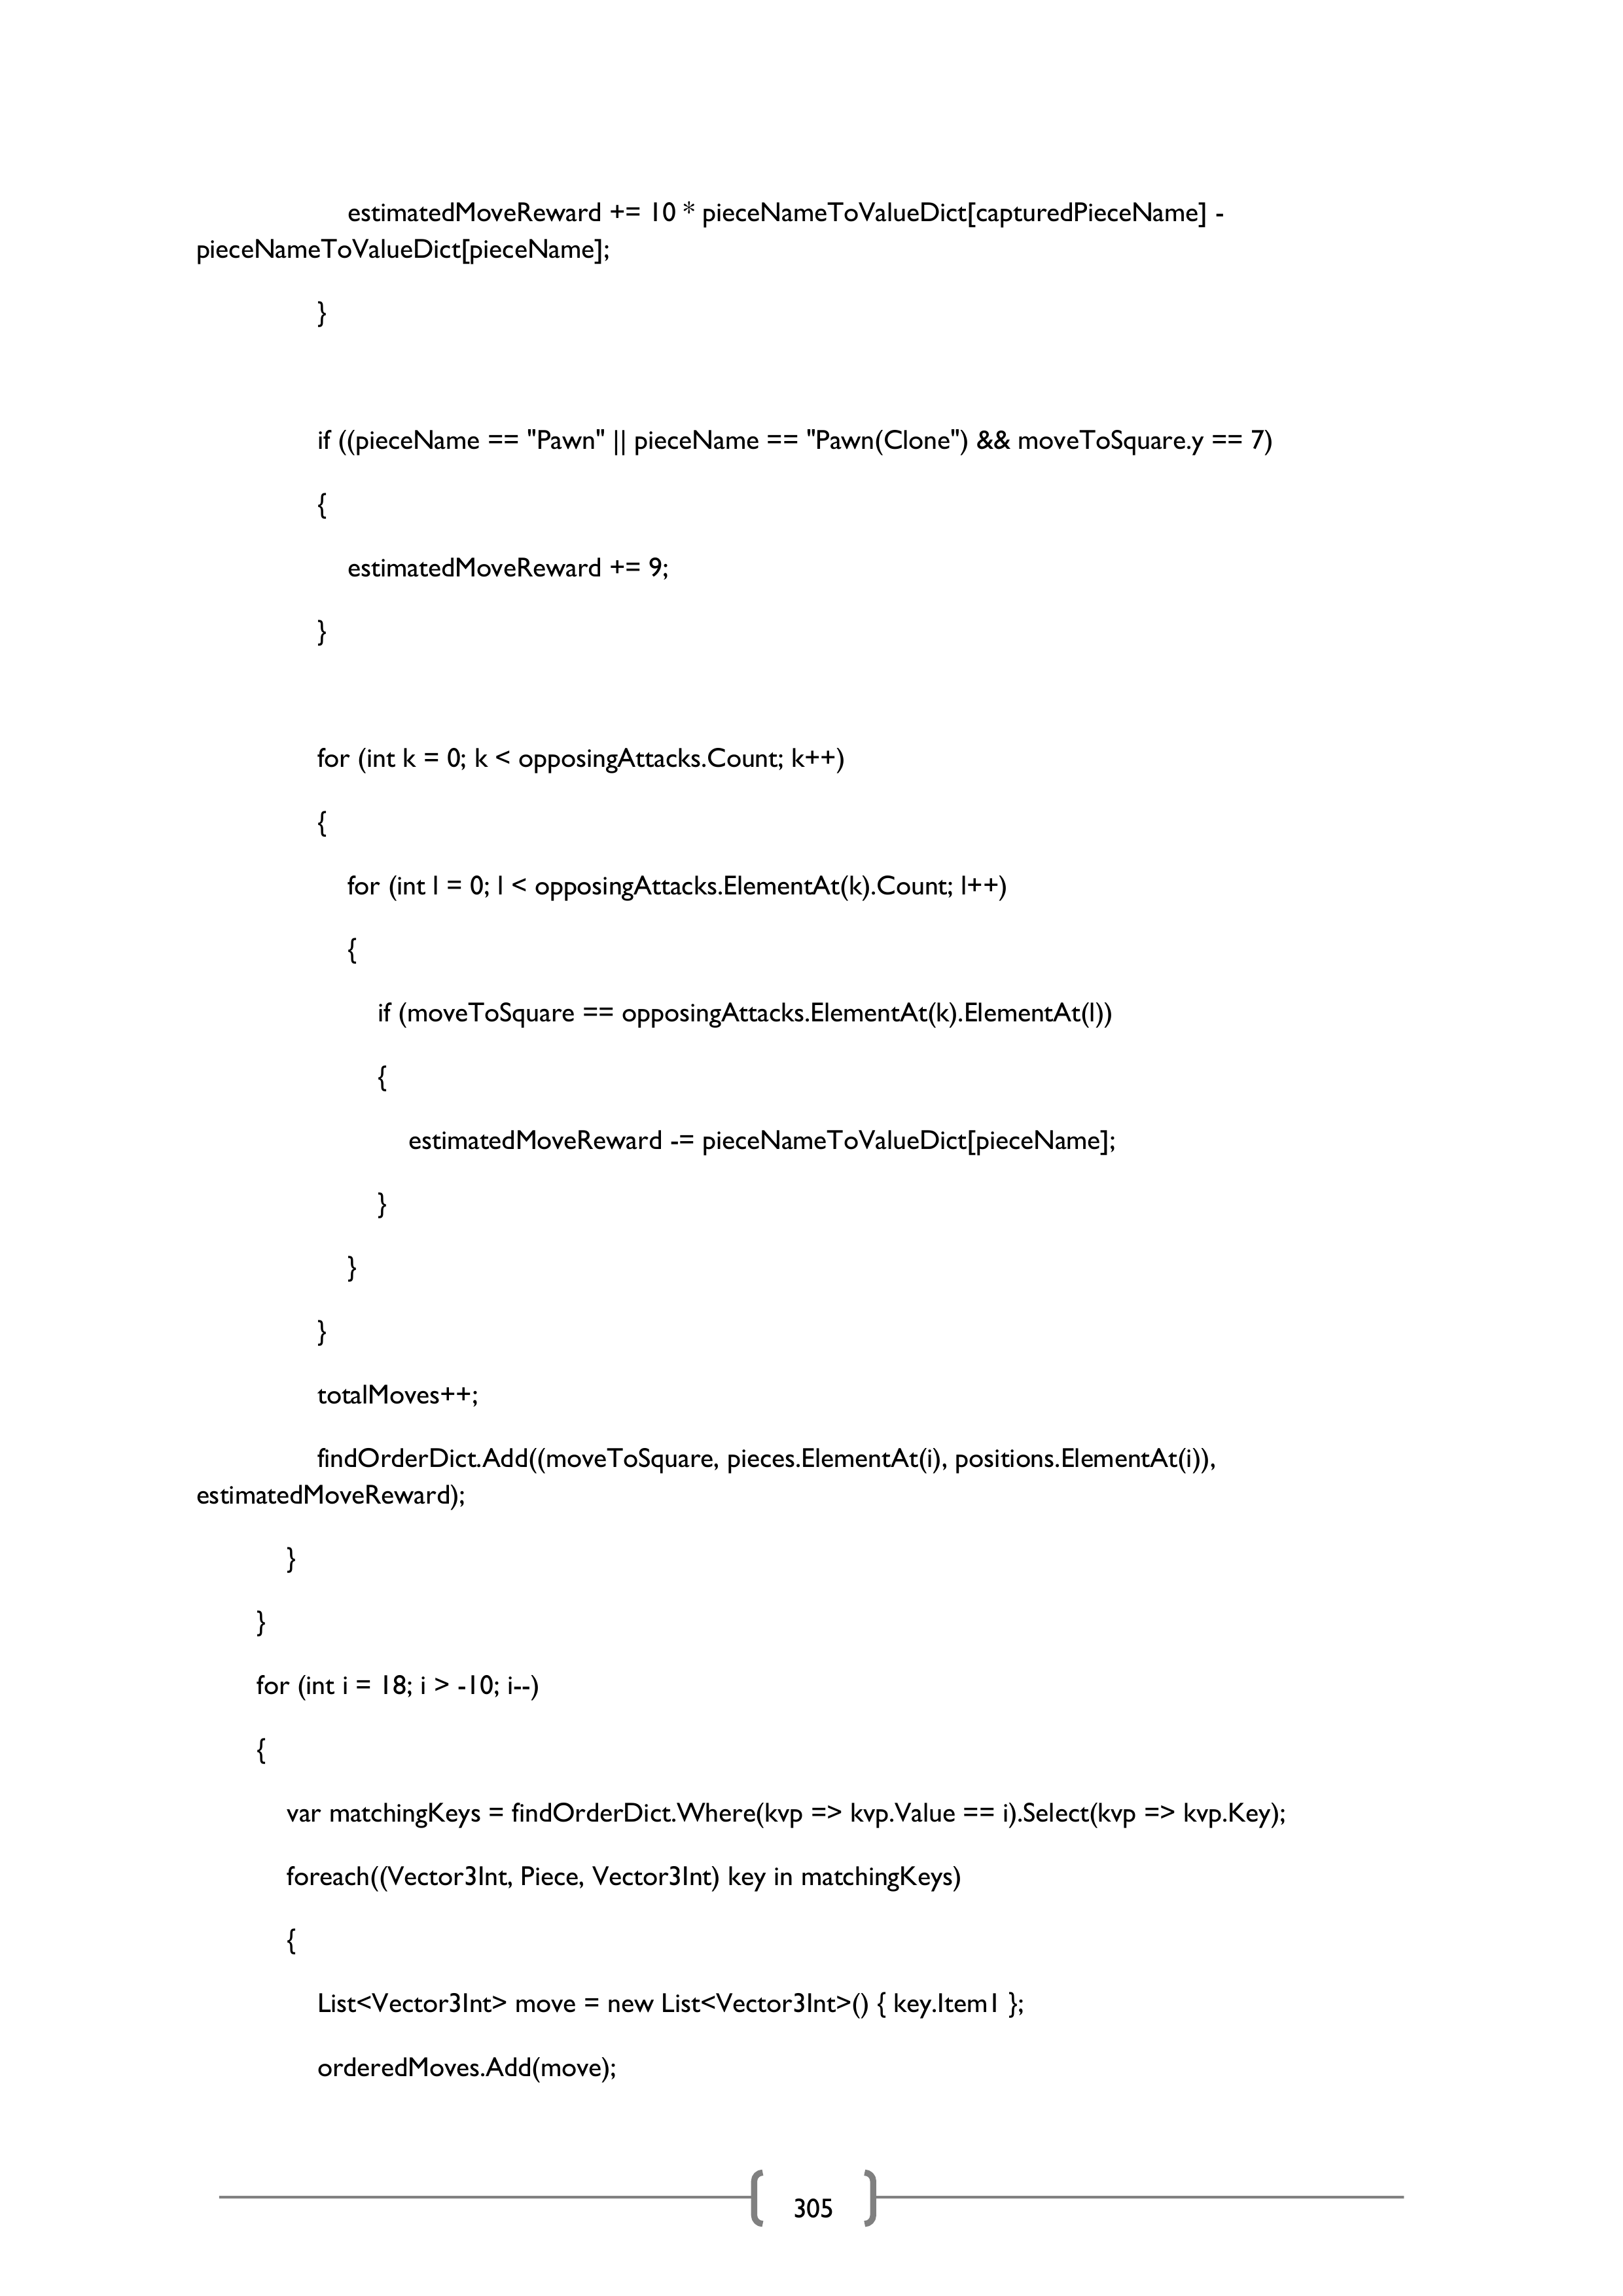 estimatedMoveReward += 10 * pieceNameToValueDict[capturedPieceName] -
pieceNameToValueDict[pieceName];
}
if ((pieceName == "Pawn" || pieceName == "Pawn(Clone") && moveToSquare.y == 7)
{
estimatedMoveReward += 9;
}
for (int k = 0; k < opposingAttacks.Count; k++)
{
for (int l = 0; l < opposingAttacks.ElementAt(k).Count; l++)
{
if (moveToSquare == opposingAttacks.ElementAt(k).ElementAt(l))
{
estimatedMoveReward -= pieceNameToValueDict[pieceName];
}
}
}
totalMoves++;
findOrderDict.Add((moveToSquare, pieces.ElementAt(i), positions.ElementAt(i)),
estimatedMoveReward);
}
}
for (int i = 18; i > -10; i--)
{
var matchingKeys = findOrderDict.Where(kvp => kvp.Value == i).Select(kvp => kvp.Key);
foreach((Vector3Int, Piece, Vector3Int) key in matchingKeys)
{
List<Vector3Int> move = new List<Vector3Int>() { key.Item1 };
orderedMoves.Add(move);
305